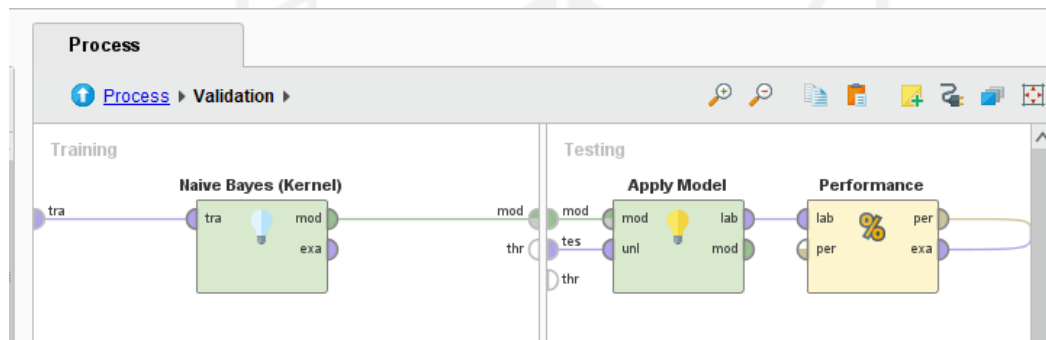 Process
Process ▸ Validation ▸
Training
Testing
Naive Bayes (Kernel)
Apply Model
Performance
tra
tra
mod
exa
mod
thr
mod
tes
thr
mod
unl
lab
mod
lab
per
%
per
exa